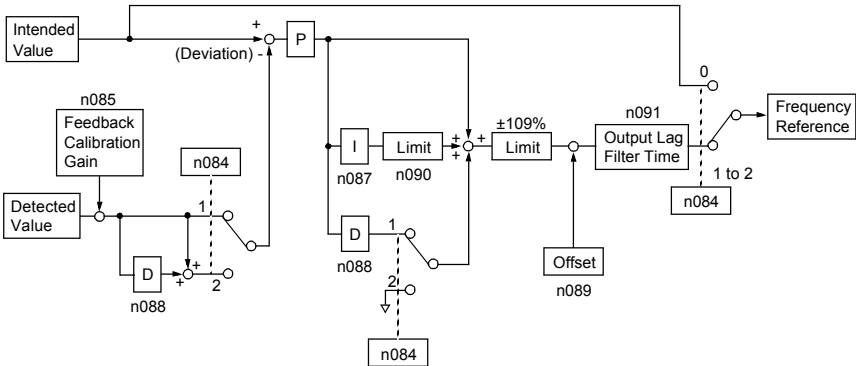 Intended
Value
+
(Deviation) -
P
0
n085
Feedback
Calibration
Gain
n084
Detected
Value
1
D
+
+
2
n088
I
n087
Limit
n090
+
+
+
±109%
Limit
n091
Output Lag
Filter Time
Frequency
Reference
1 to 2
n084
D
n088
1
2
n084
Offset
n089